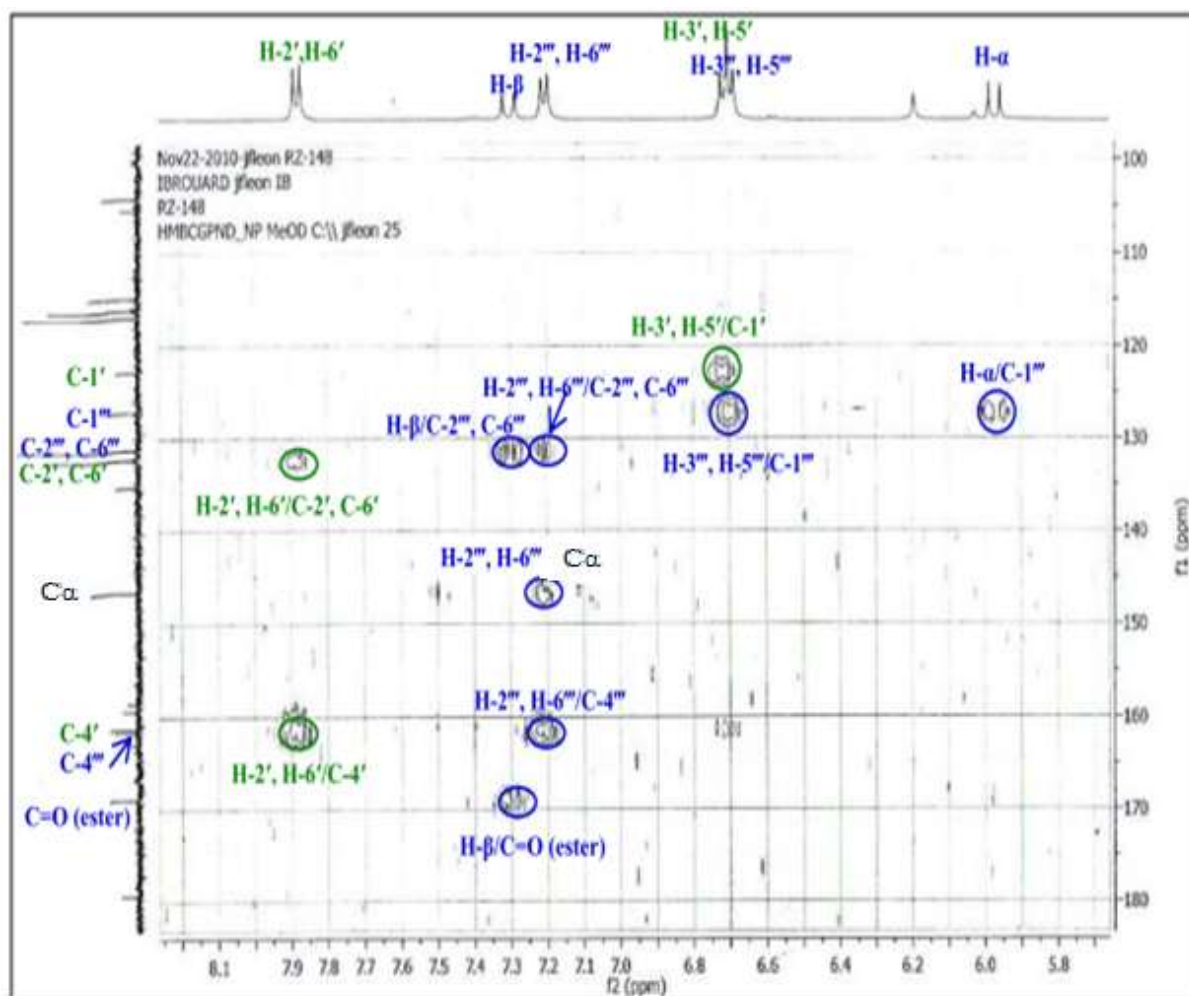 H-3′, H-5′
H-2′,H-6′
H-2‴, H-6‴
H-β
H-3‴, H-5‴
H-α
Nov22-2010-jfleon RZ-148
IBROUARD jfleon IB
RZ-148
HMBCGPND_NP MeOD C:\\ jfleon 25
100
110
120
130
140
150
160
170
180
f1 (ppm)
H-3′, H-5′/C-1′
C-1′
H-2‴, H-6‴/C-2‴, C-6‴
H-α/C-1‴
C-1‴
H-β/C-2‴, C-6‴
C-2‴, C-6‴
C-2′, C-6′
H-3‴, H-5‴/C-1‴
H-2′, H-6′/C-2′, C-6′
H-2‴, H-6‴ Cα
Cα
H-2‴, H-6‴/C-4‴
C-4′
C-4‴
H-2′, H-6′/C-4′
C=O (ester)
H-β/C=O (ester)
8.1 7.9 7.8 7.7 7.6 7.5 7.4 7.3 7.2 7.1 7.0 6.8 6.6 6.5 6.4 6.2 6.0 5.8
f2 (ppm)